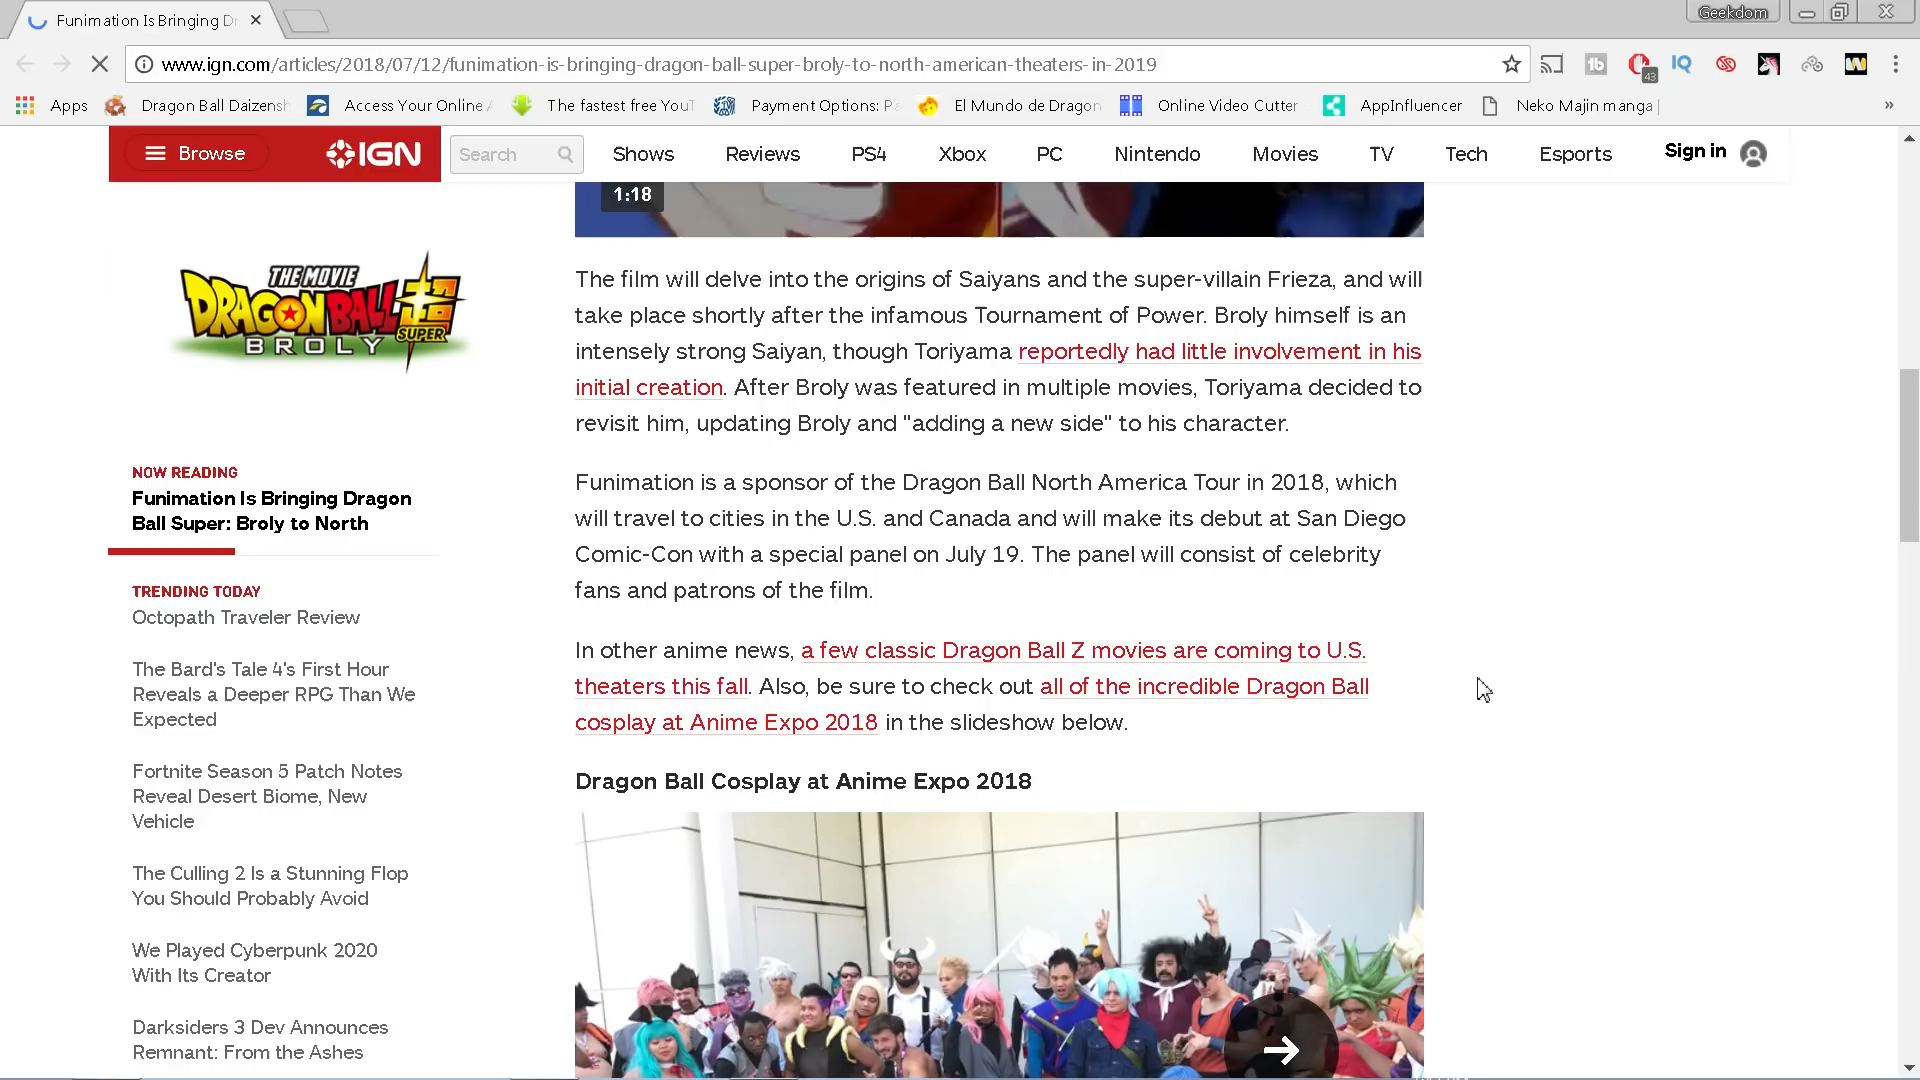 Funimation Is Bringing Dr
Geekdom
www.ign.com/articles/2018/07/12/funimation-is-bringing-dragon-ball-super-broly-to-north-american-theaters-in-2019
43
Apps
Dragon Ball Daizensh
Access Your Online A
The fastest free YouT
Payment Options: Pa
El Mundo de Dragon
Online Video Cutter
AppInfluencer
Neko Majin manga |
»
Browse
IGN
Search
Shows
Reviews
PS4
Xbox
PC
Nintendo
Movies
TV
Tech
Esports
Sign in
1:18
THE MOVIE
DRAGON BALL 超
SUPER
BROLY
NOW READING
Funimation Is Bringing Dragon
Ball Super: Broly to North
TRENDING TODAY
Octopath Traveler Review
The Bard's Tale 4's First Hour
Reveals a Deeper RPG Than We
Expected
Fortnite Season 5 Patch Notes
Reveal Desert Biome, New
Vehicle
The Culling 2 Is a Stunning Flop
You Should Probably Avoid
We Played Cyberpunk 2020
With Its Creator
Darksiders 3 Dev Announces
Remnant: From the Ashes
The film will delve into the origins of Saiyans and the super-villain Frieza, and will
take place shortly after the infamous Tournament of Power. Broly himself is an
intensely strong Saiyan, though Toriyama reportedly had little involvement in his
initial creation. After Broly was featured in multiple movies, Toriyama decided to
revisit him, updating Broly and "adding a new side" to his character.
Funimation is a sponsor of the Dragon Ball North America Tour in 2018, which
will travel to cities in the U.S. and Canada and will make its debut at San Diego
Comic-Con with a special panel on July 19. The panel will consist of celebrity
fans and patrons of the film.
In other anime news, a few classic Dragon Ball Z movies are coming to U.S.
theaters this fall. Also, be sure to check out all of the incredible Dragon Ball
cosplay at Anime Expo 2018 in the slideshow below.
Dragon Ball Cosplay at Anime Expo 2018